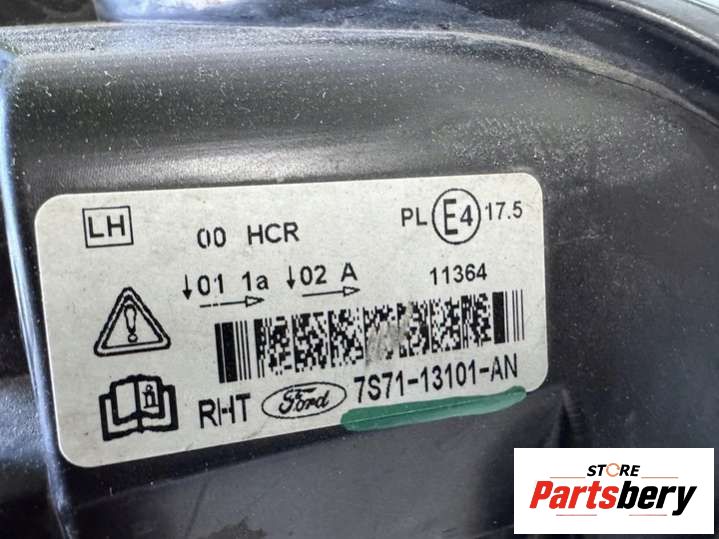 LH
00 HCR
PL E4 17.5
↓01 1a ↓02 A
11364
RHT Ford 7S71-13101-AN
STORE
Partsbery